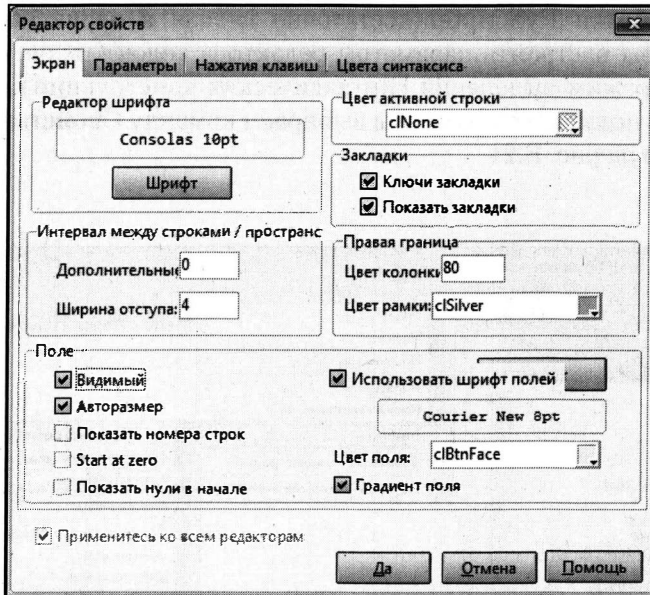 Редактор свойств
Экран Параметры Нажатия клавиш Цвета синтаксиса
Редактор шрифта
Consolas 10pt
Шрифт
Цвет активной строки
clNone
Закладки
Ключи закладки
Показать закладки
Интервал между строками / пространс
Дополнительные 0
Ширина отступа: 4
Правая граница
Цвет колонки 80
Цвет рамки: clSilver
Поле
Видимый
Авторазмер
Показать номера строк
Start at zero
Показать нули в начале
Использовать шрифт полей
Courier New 8pt
Цвет поля: clBtnFace
Градиент поля
Применитесь ко всем редакторам
Да Отмена Помощь